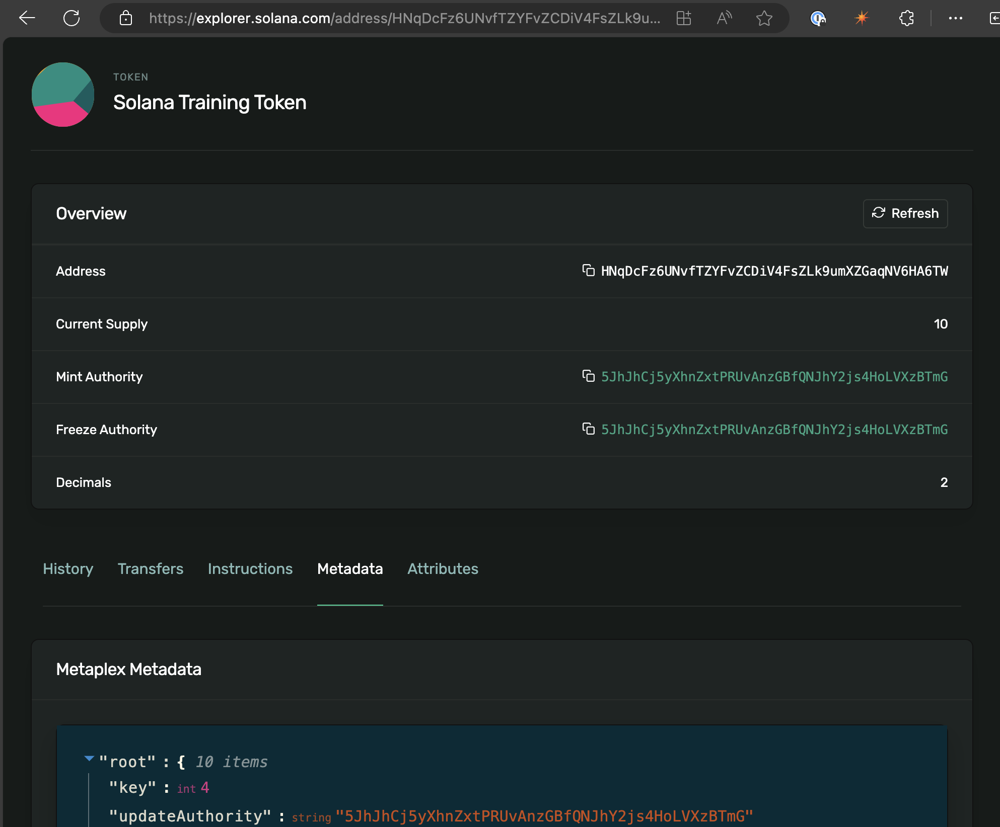 https://explorer.solana.com/address/HNqDcFz6UNvfTZYFvZCDiV4FsZLk9u...
TOKEN
Solana Training Token
Overview
Refresh
Address
HNqDcFz6UNvfTZYFvZCDiV4FsZLk9umXZGaqNV6HA6TW
Current Supply
10
Mint Authority
5JhJhCj5yXhnZxtPRUvAnzGBfQNJhY2js4HoLVXzBTmG
Freeze Authority
5JhJhCj5yXhnZxtPRUvAnzGBfQNJhY2js4HoLVXzBTmG
Decimals
2
History Transfers Instructions Metadata Attributes
Metaplex Metadata
"root" : { 10 items
"key" : int 4
"updateAuthority" : string "5JhJhCj5yXhnZxtPRUvAnzGBfQNJhY2js4HoLVXzBTmG"